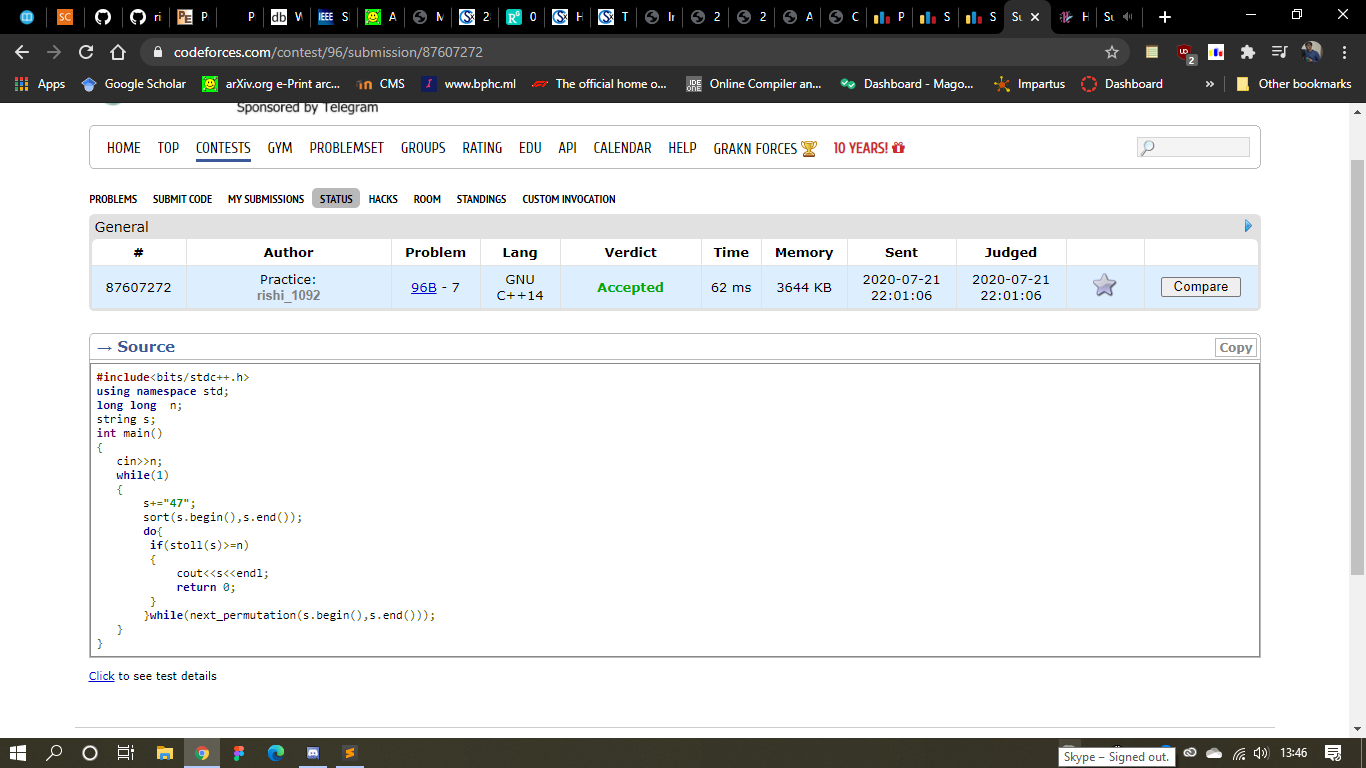 SC
ri
P
PE P
P
db W
IEEE S
A
M
2
0
H
T
In
2
2
A
C
P
S
S
Su
H
Su
codeforces.com/contest/96/submission/87607272
2
Apps
Google Scholar
arXiv.org e-Print arc...
CMS
www.bphc.ml
The official home o...
Online Compiler an...
Dashboard - Mago...
Impartus
Dashboard
»
Other bookmarks
Sponsored by Telegram
HOME TOP CONTESTS GYM PROBLEMSET GROUPS RATING EDU API CALENDAR HELP GRAKN FORCES 10 YEARS!
PROBLEMS SUBMIT CODE MY SUBMISSIONS STATUS HACKS ROOM STANDINGS CUSTOM INVOCATION
General
# Author Problem Lang Verdict Time Memory Sent Judged
87607272 Practice: rishi_1092 96B - 7 GNU C++14 Accepted 62 ms 3644 KB 2020-07-21 22:01:06 2020-07-21 22:01:06 Compare
→ Source
Copy
#include<bits/stdc++.h>
using namespace std;
long long  n;
string s;
int main()
{
   cin>>n;
   while(1)
   {
       s+="47";
       sort(s.begin(),s.end());
       do{
        if(stoll(s)>=n)
        {
            cout<<s<<endl;
            return 0;
        }
       }while(next_permutation(s.begin(),s.end()));
   }
}
Click to see test details
Skype – Signed out.
13:46